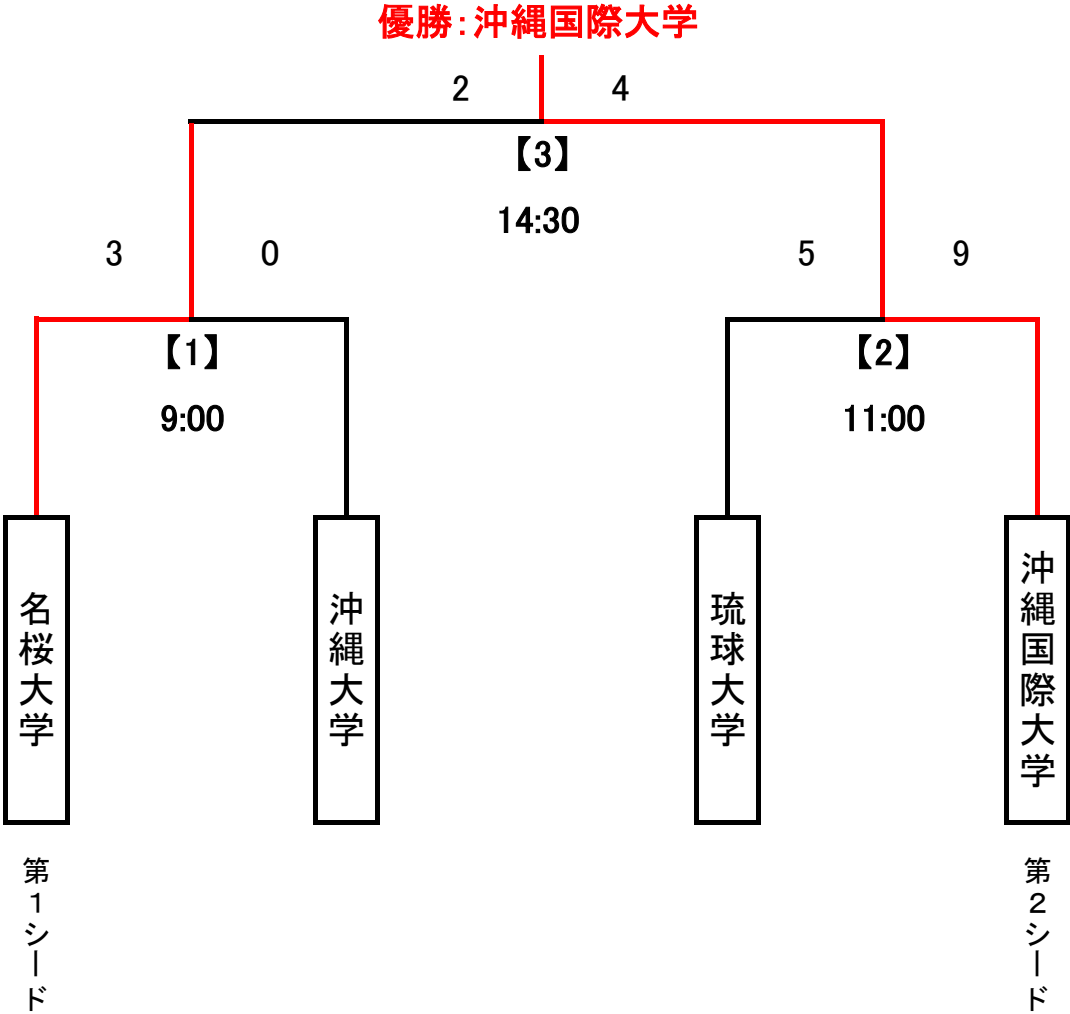 優勝：沖縄国際大学
2 4
【3】
14:30
3 0
5 9
【1】
【2】
9:00
11:00
名桜大学
沖縄大学
琉球大学
沖縄国際大学
第１シード
第２シード